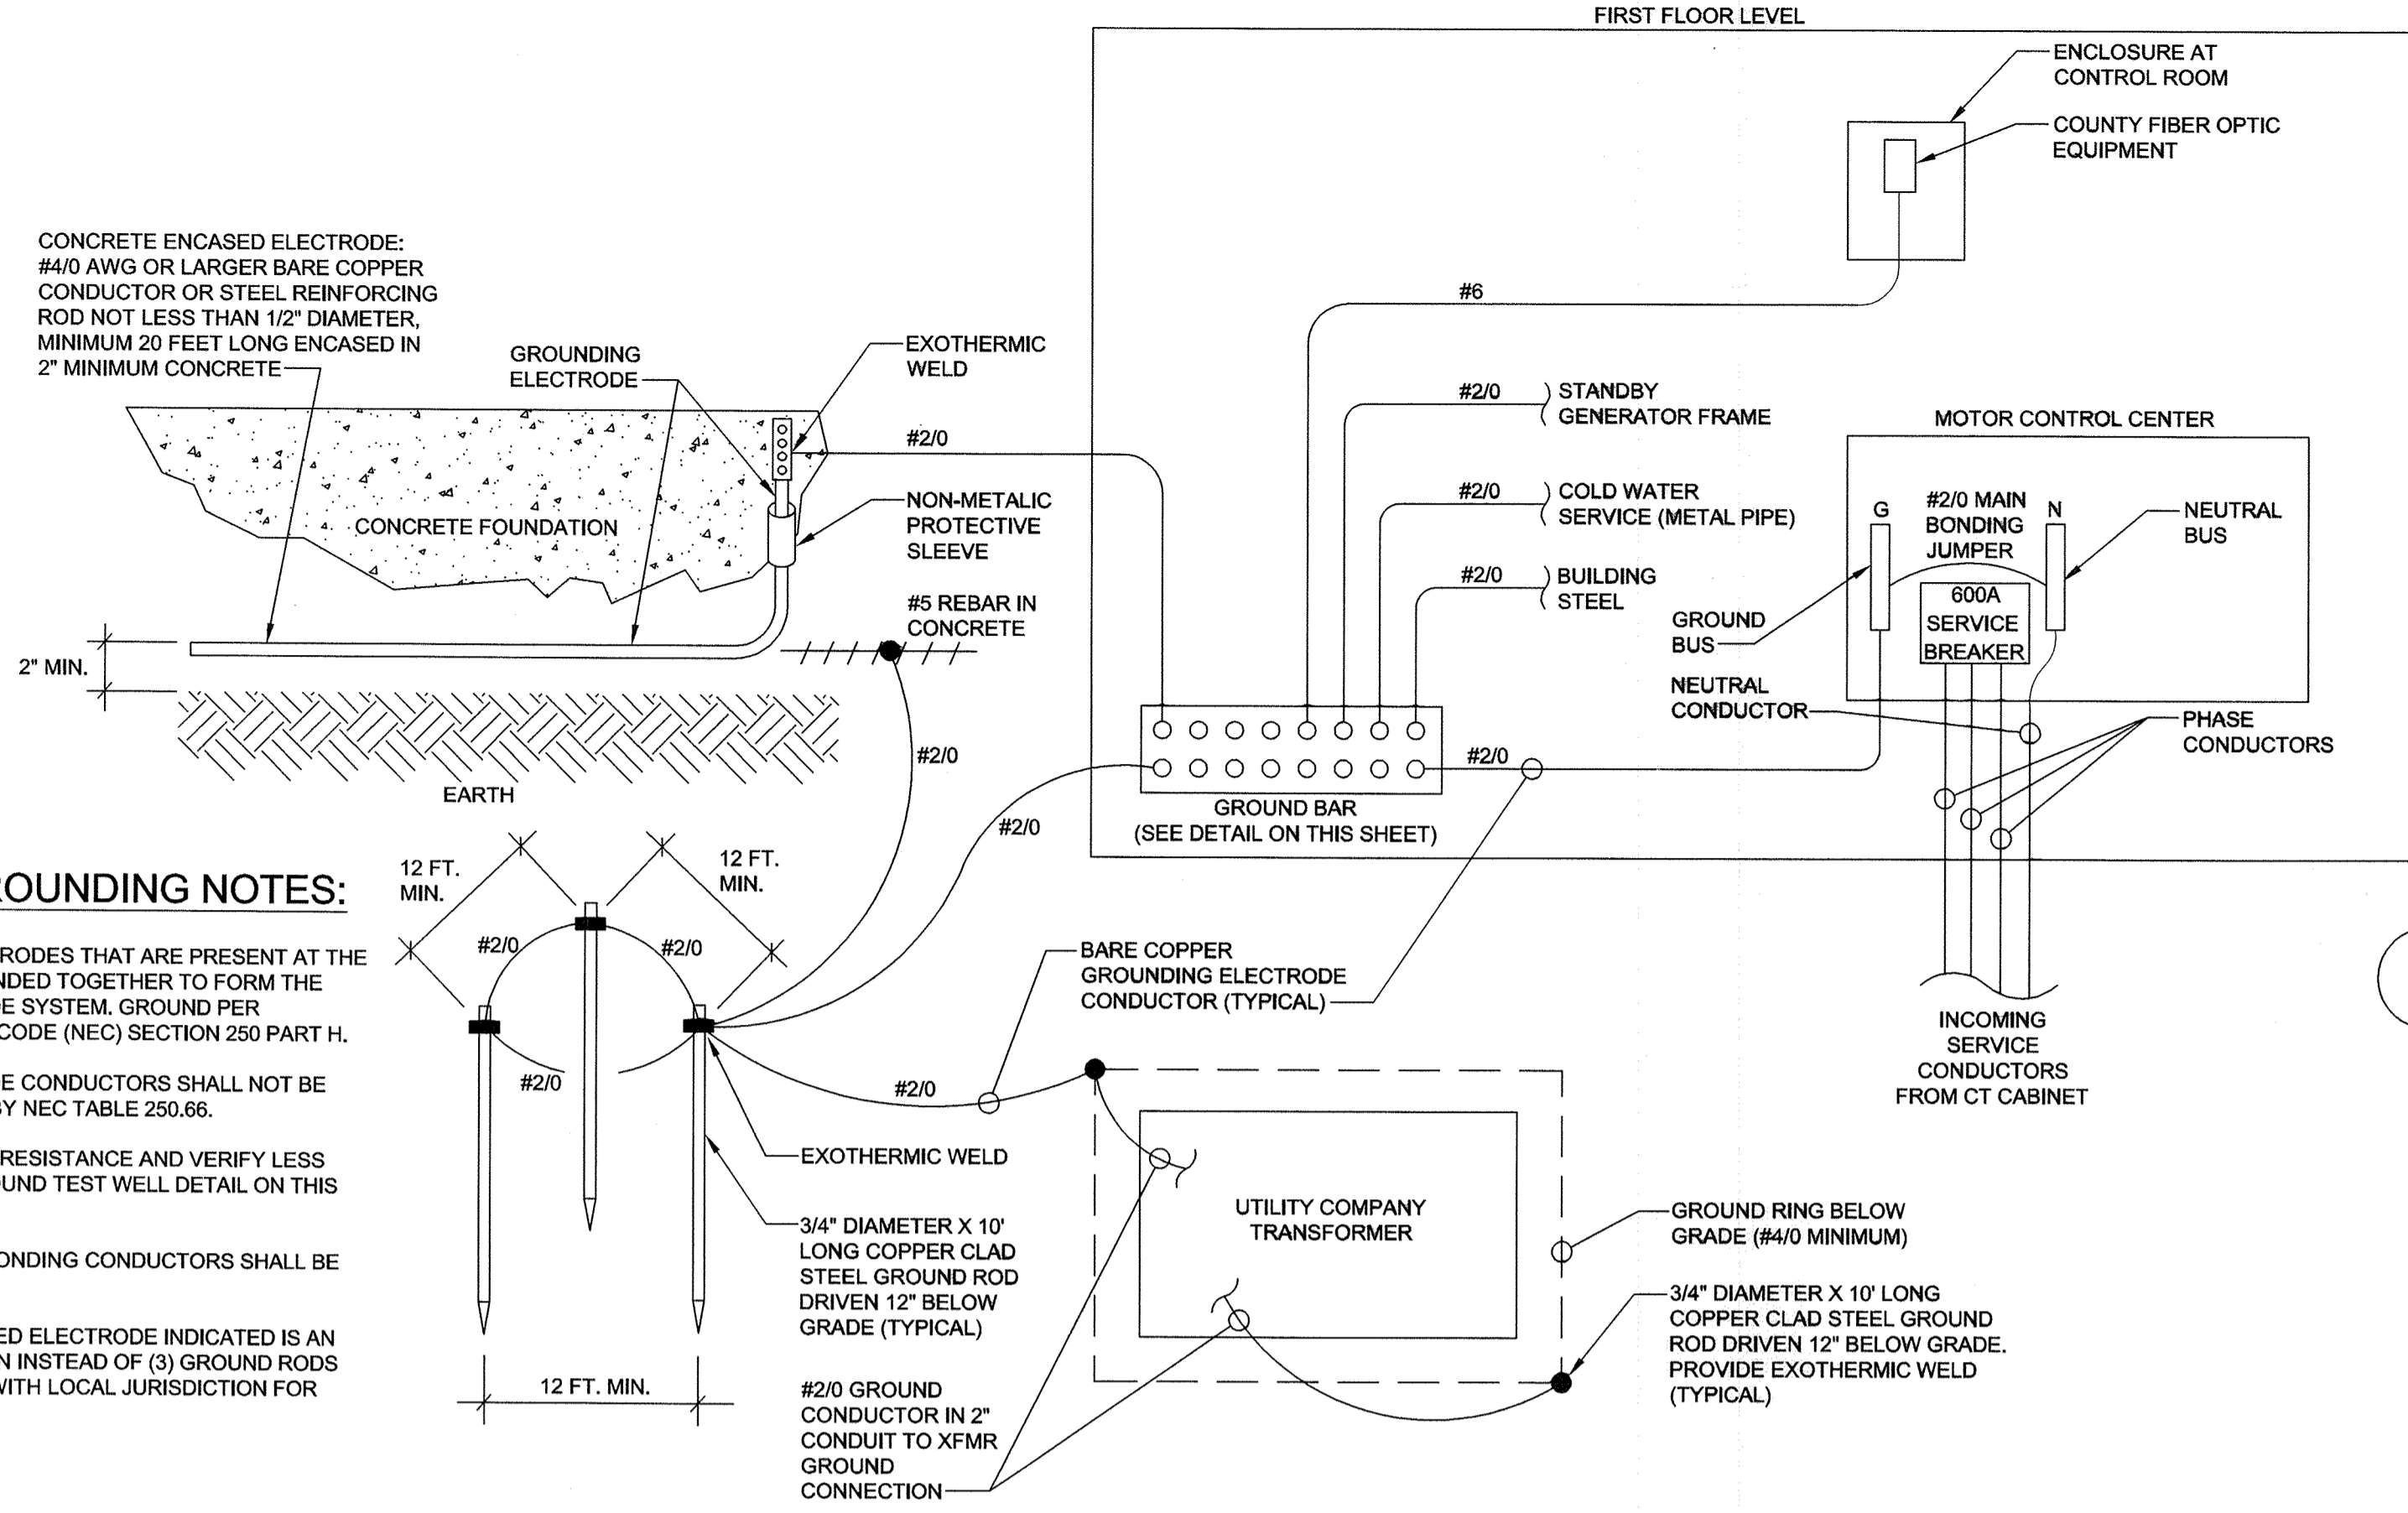 FIRST FLOOR LEVEL
ENCLOSURE AT
CONTROL ROOM
COUNTY FIBER OPTIC
EQUIPMENT
CONCRETE ENCASED ELECTRODE:
#4/0 AWG OR LARGER BARE COPPER
CONDUCTOR OR STEEL REINFORCING
ROD NOT LESS THAN 1/2" DIAMETER,
MINIMUM 20 FEET LONG ENCASED IN
2" MINIMUM CONCRETE
GROUNDING
ELECTRODE
EXOTHERMIC
WELD
#2/0
CONCRETE FOUNDATION
NON-METALIC
PROTECTIVE
SLEEVE
#5 REBAR IN
CONCRETE
2" MIN.
EARTH
#2/0
#2/0
#6
#2/0
STANDBY
GENERATOR FRAME
#2/0
COLD WATER
SERVICE (METAL PIPE)
#2/0
BUILDING
STEEL
MOTOR CONTROL CENTER
G
#2/0 MAIN
BONDING
JUMPER
N
NEUTRAL
BUS
600A
SERVICE
BREAKER
GROUND
BUS
NEUTRAL
CONDUCTOR
PHASE
CONDUCTORS
#2/0
GROUND BAR
(SEE DETAIL ON THIS SHEET)
INCOMING
SERVICE
CONDUCTORS
FROM CT CABINET
ROUNDING NOTES:
RODES THAT ARE PRESENT AT THE
NDED TOGETHER TO FORM THE
E SYSTEM. GROUND PER
CODE (NEC) SECTION 250 PART H.
E CONDUCTORS SHALL NOT BE
BY NEC TABLE 250.66.
RESISTANCE AND VERIFY LESS
OUND TEST WELL DETAIL ON THIS
ONDING CONDUCTORS SHALL BE
ED ELECTRODE INDICATED IS AN
N INSTEAD OF (3) GROUND RODS
WITH LOCAL JURISDICTION FOR
12 FT.
MIN.
12 FT.
MIN.
#2/0
#2/0
#2/0
12 FT. MIN.
BARE COPPER
GROUNDING ELECTRODE
CONDUCTOR (TYPICAL)
#2/0
EXOTHERMIC WELD
3/4" DIAMETER X 10'
LONG COPPER CLAD
STEEL GROUND ROD
DRIVEN 12" BELOW
GRADE (TYPICAL)
#2/0 GROUND
CONDUCTOR IN 2"
CONDUIT TO XFMR
GROUND
CONNECTION
UTILITY COMPANY
TRANSFORMER
GROUND RING BELOW
GRADE (#4/0 MINIMUM)
3/4" DIAMETER X 10' LONG
COPPER CLAD STEEL GROUND
ROD DRIVEN 12" BELOW GRADE.
PROVIDE EXOTHERMIC WELD
(TYPICAL)